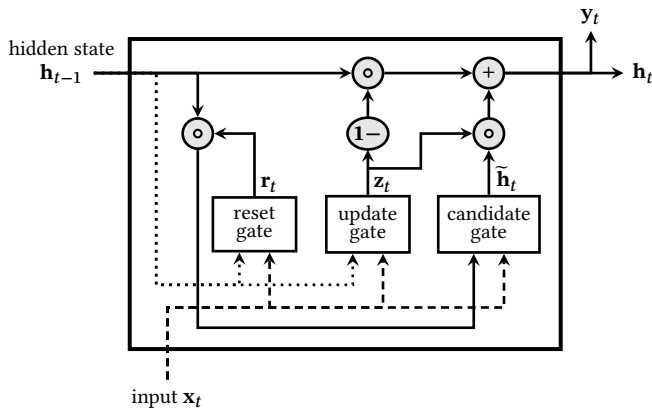 y_t
hidden state
h_{t−1}
h_t
+
1−
r_t
z_t
h̃_t
reset
gate
update
gate
candidate
gate
input x_t